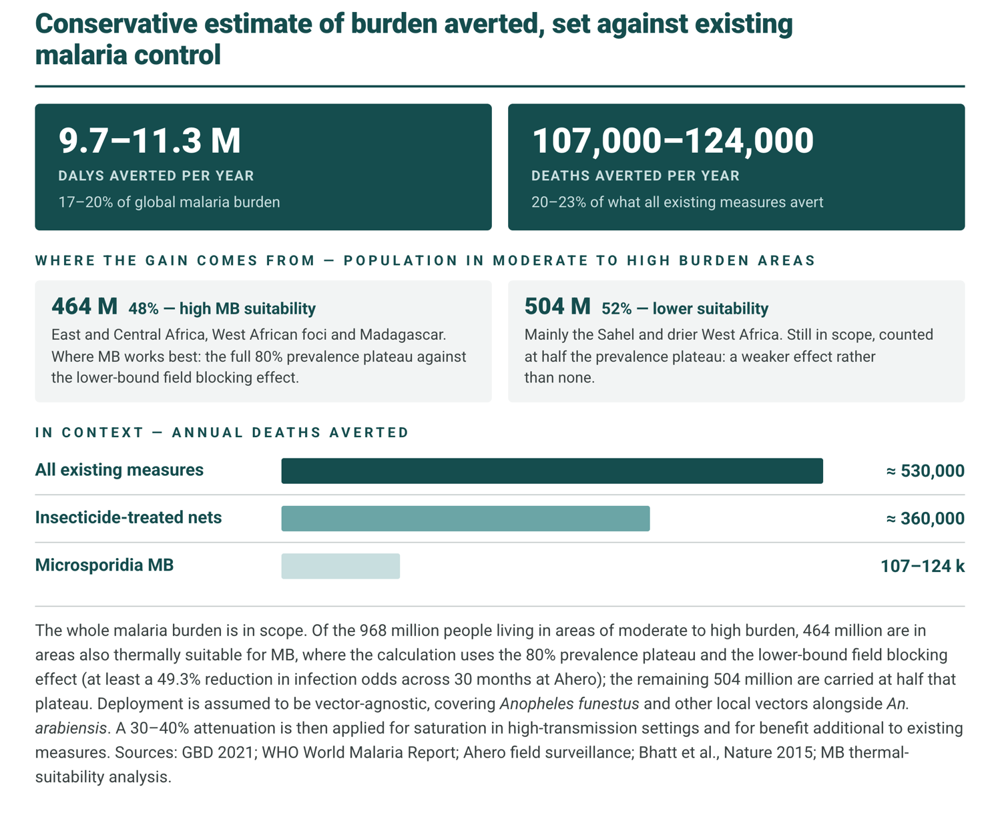 Conservative estimate of burden averted, set against existing
malaria control
9.7–11.3 M
DALYS AVERTED PER YEAR
17–20% of global malaria burden
107,000–124,000
DEATHS AVERTED PER YEAR
20–23% of what all existing measures avert
WHERE THE GAIN COMES FROM — POPULATION IN MODERATE TO HIGH BURDEN AREAS
464 M 48% — high MB suitability
East and Central Africa, West African foci and Madagascar.
Where MB works best: the full 80% prevalence plateau against
the lower-bound field blocking effect.
504 M 52% — lower suitability
Mainly the Sahel and drier West Africa. Still in scope, counted
at half the prevalence plateau: a weaker effect rather
than none.
IN CONTEXT — ANNUAL DEATHS AVERTED
All existing measures ≈ 530,000
Insecticide-treated nets ≈ 360,000
Microsporidia MB 107–124 k
The whole malaria burden is in scope. Of the 968 million people living in areas of moderate to high burden, 464 million are in
areas also thermally suitable for MB, where the calculation uses the 80% prevalence plateau and the lower-bound field blocking
effect (at least a 49.3% reduction in infection odds across 30 months at Ahero); the remaining 504 million are carried at half that
plateau. Deployment is assumed to be vector-agnostic, covering Anopheles funestus and other local vectors alongside An.
arabiensis. A 30–40% attenuation is then applied for saturation in high-transmission settings and for benefit additional to existing
measures. Sources: GBD 2021; WHO World Malaria Report; Ahero field surveillance; Bhatt et al., Nature 2015; MB thermal-
suitability analysis.